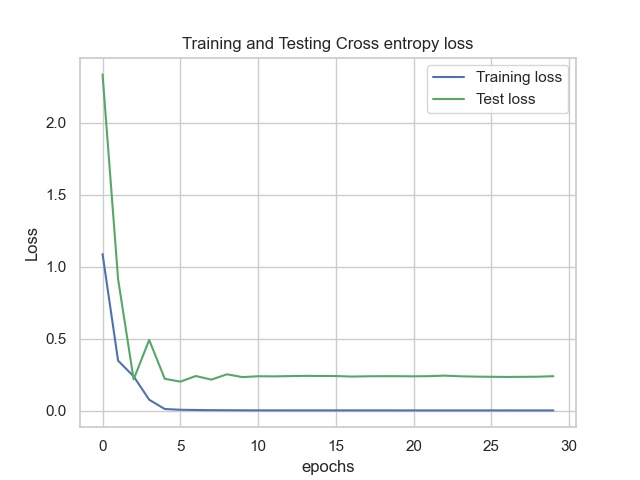 Training and Testing Cross entropy loss
Training loss
Test loss
2.0
1.5
1.0
0.5
0.0
Loss
0 5 10 15 20 25 30
epochs